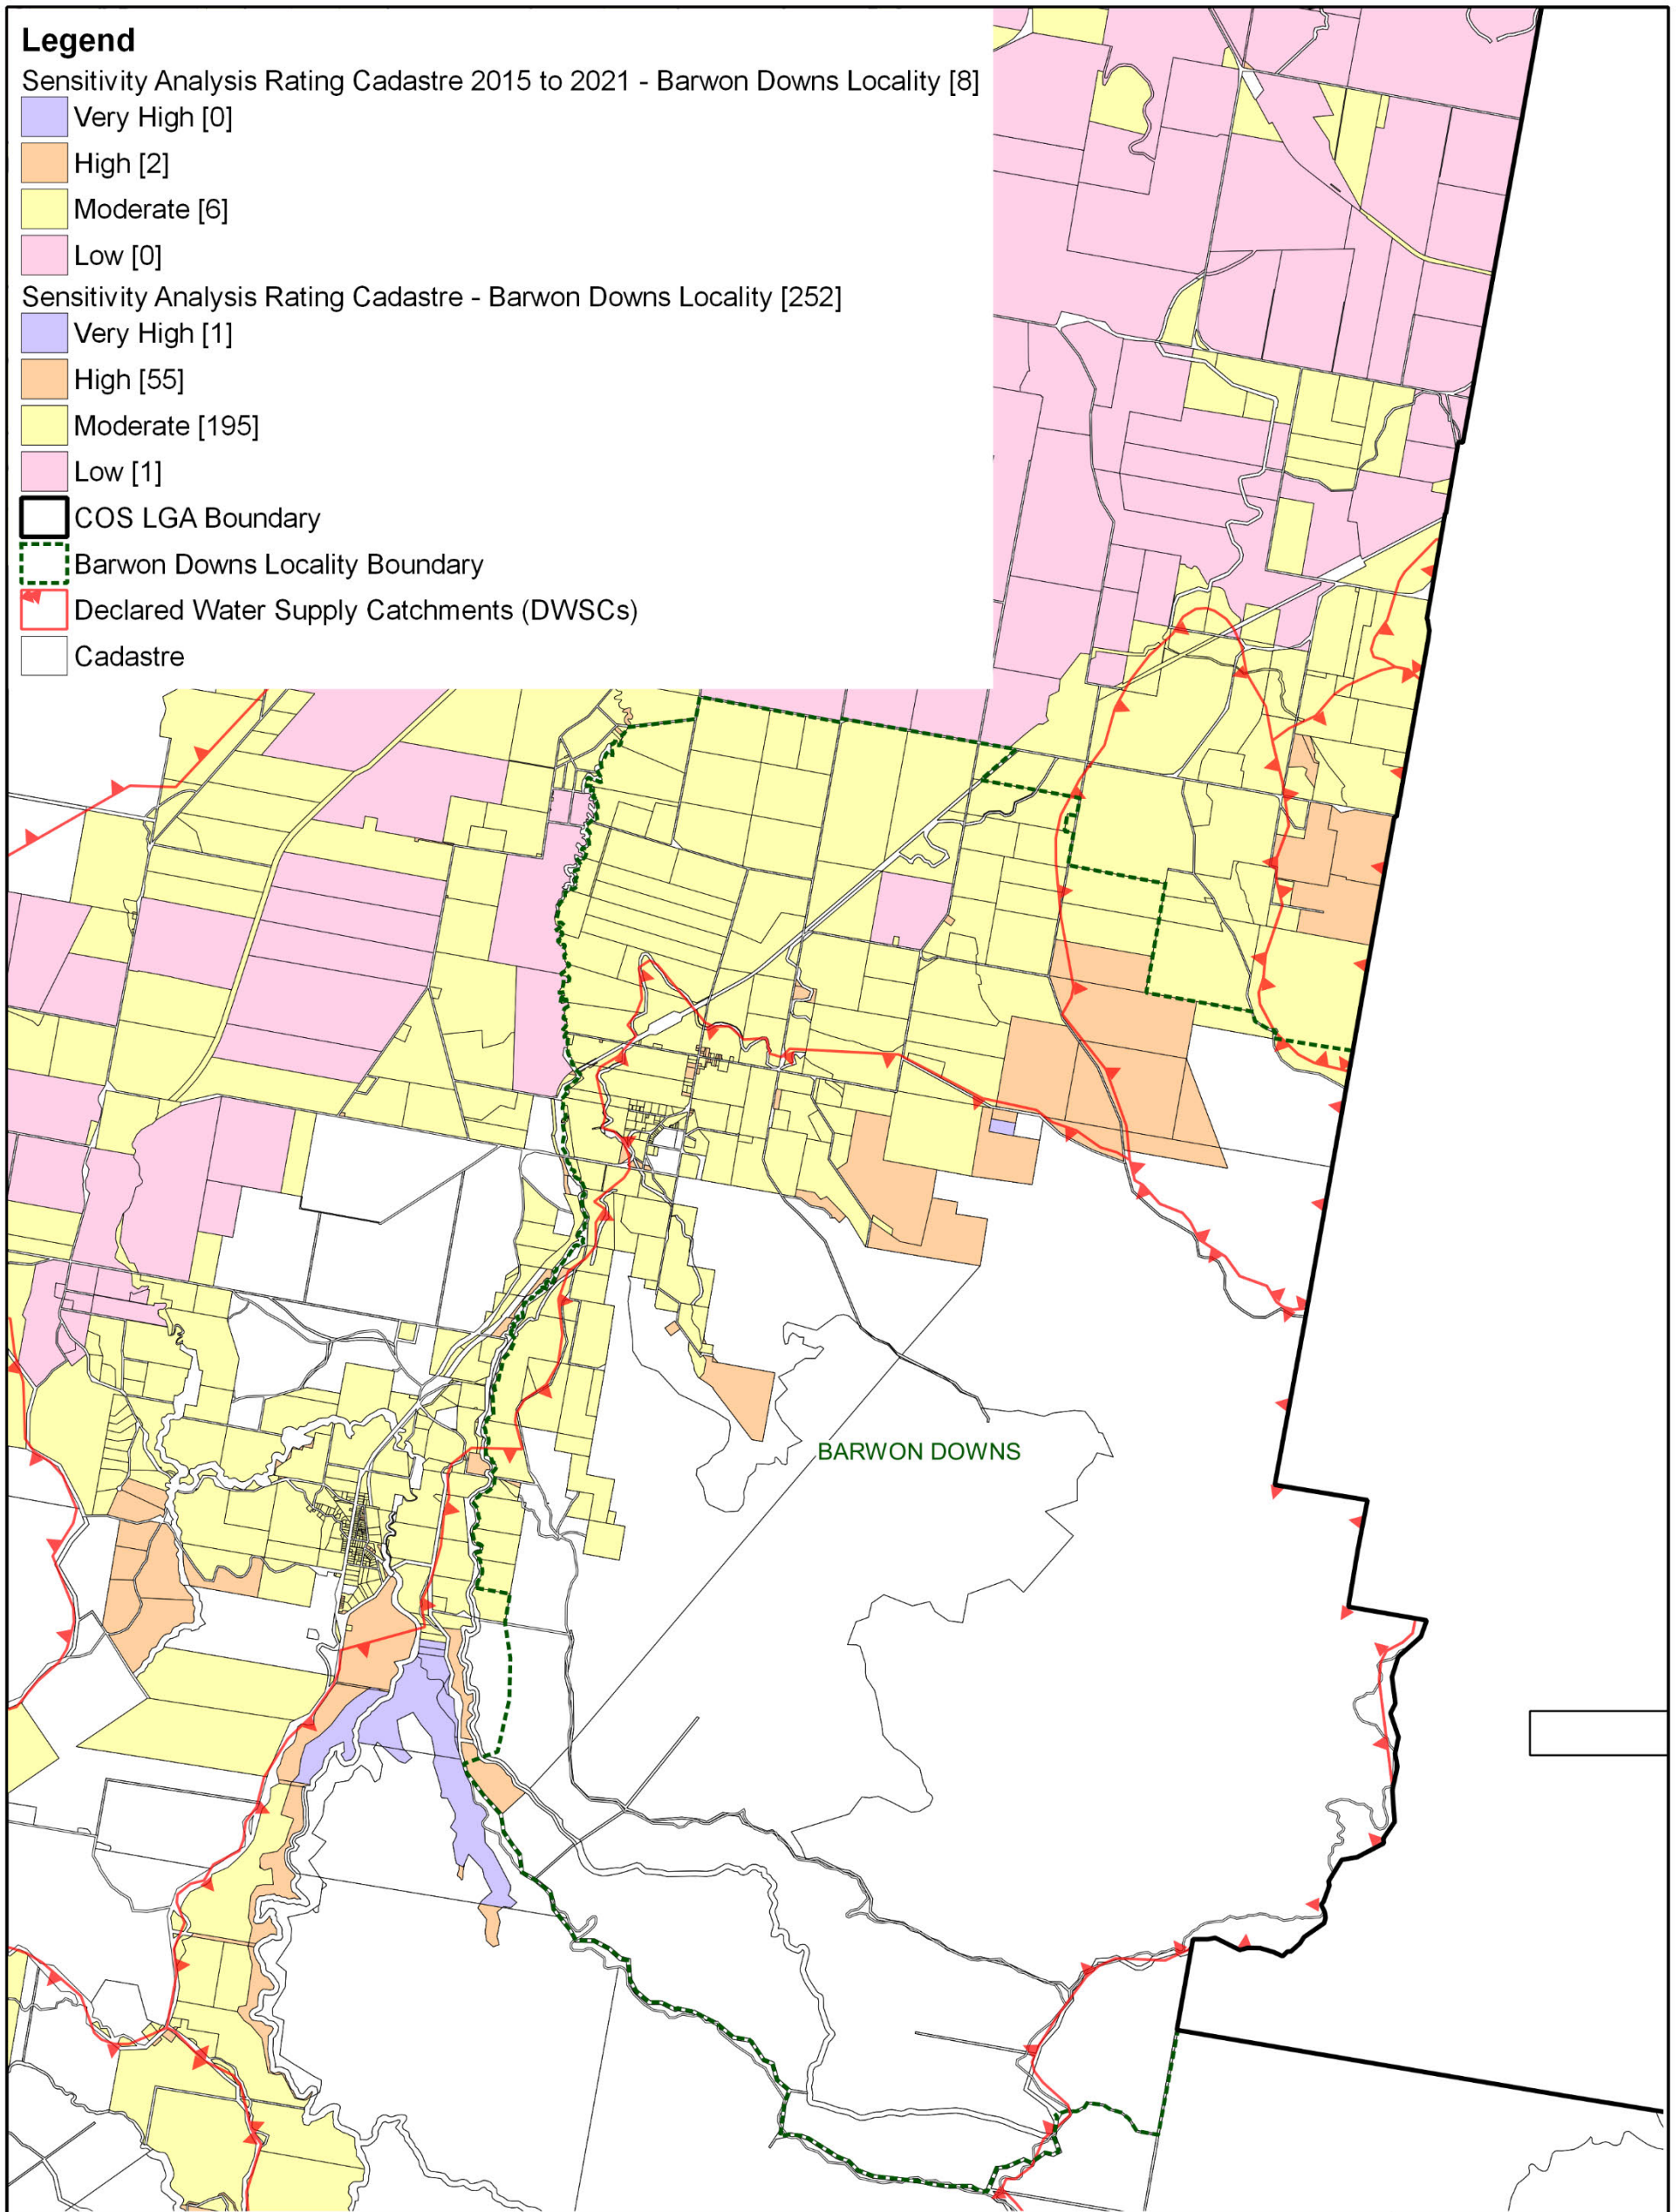 Legend
Sensitivity Analysis Rating Cadastre 2015 to 2021 - Barwon Downs Locality [8]
Very High [0]
High [2]
Moderate [6]
Low [0]
Sensitivity Analysis Rating Cadastre - Barwon Downs Locality [252]
Very High [1]
High [55]
Moderate [195]
Low [1]
COS LGA Boundary
Barwon Downs Locality Boundary
Declared Water Supply Catchments (DWSCs)
Cadastre
BARWON DOWNS